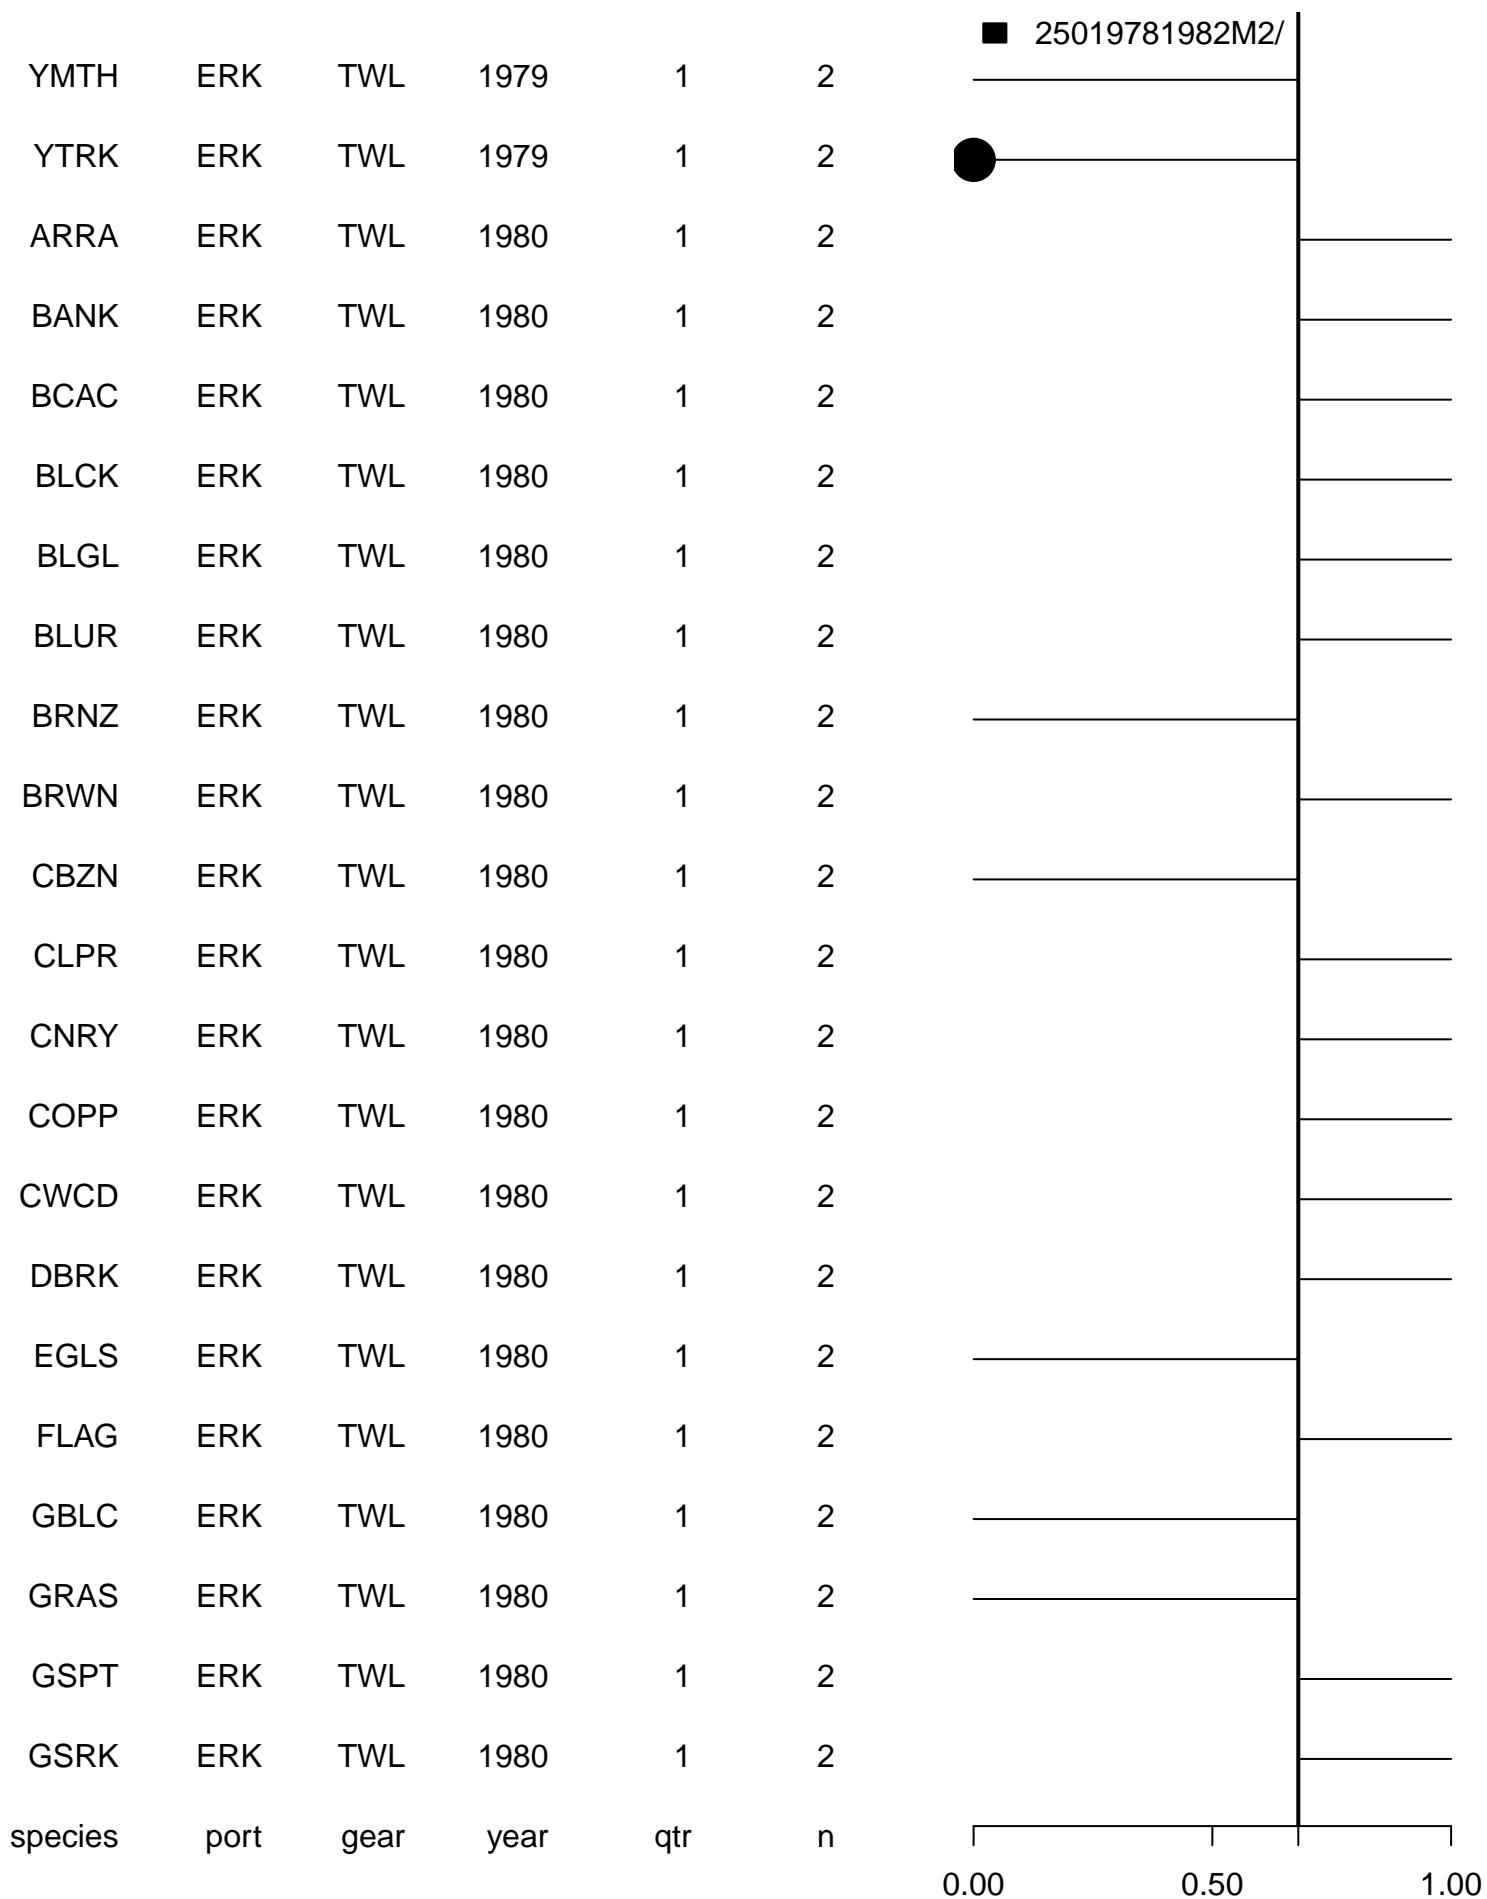 25019781982M2/
YMTH ERK TWL 1979 1 2
YTRK ERK TWL 1979 1 2
ARRA ERK TWL 1980 1 2
BANK ERK TWL 1980 1 2
BCAC ERK TWL 1980 1 2
BLCK ERK TWL 1980 1 2
BLGL ERK TWL 1980 1 2
BLUR ERK TWL 1980 1 2
BRNZ ERK TWL 1980 1 2
BRWN ERK TWL 1980 1 2
CBZN ERK TWL 1980 1 2
CLPR ERK TWL 1980 1 2
CNRY ERK TWL 1980 1 2
COPP ERK TWL 1980 1 2
CWCD ERK TWL 1980 1 2
DBRK ERK TWL 1980 1 2
EGLS ERK TWL 1980 1 2
FLAG ERK TWL 1980 1 2
GBLC ERK TWL 1980 1 2
GRAS ERK TWL 1980 1 2
GSPT ERK TWL 1980 1 2
GSRK ERK TWL 1980 1 2
species port gear year qtr n
0.00 0.50 1.00